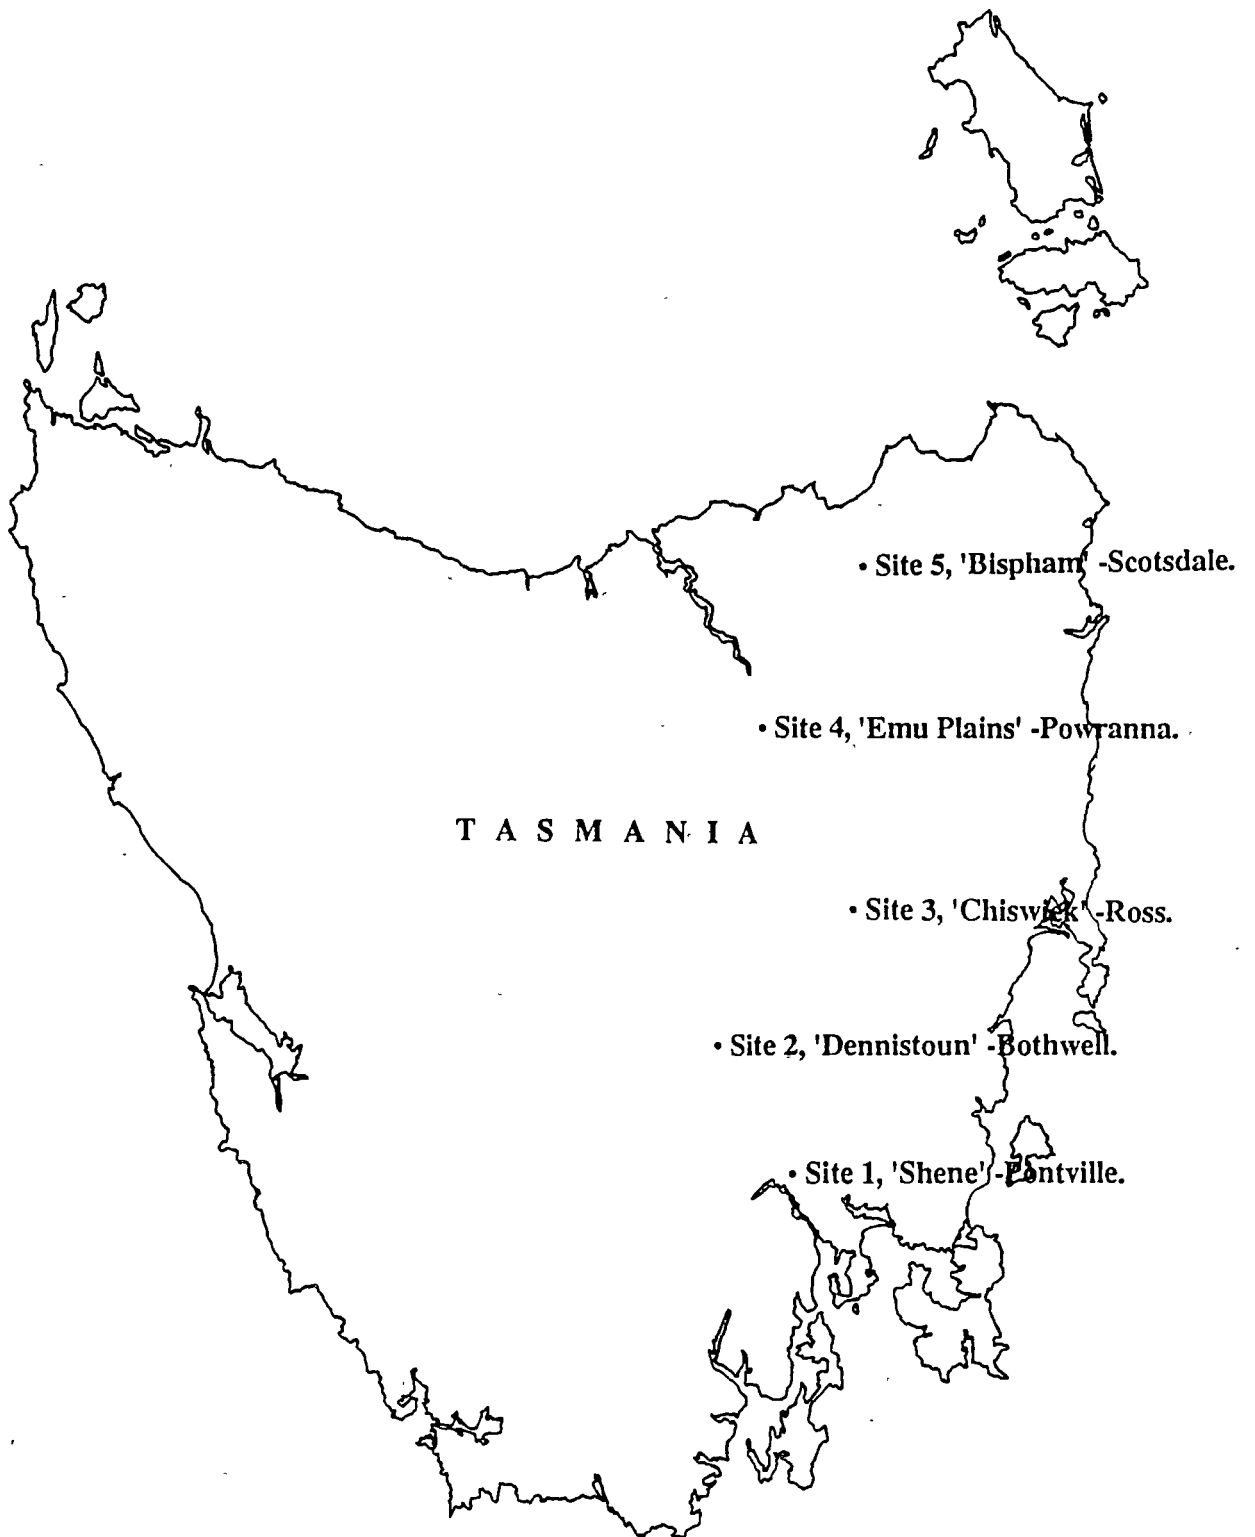 • Site 5, 'Bispham' -Scotsdale.
• Site 4, 'Emu Plains' -Powranna.
T A S M A N I A
• Site 3, 'Chiswick' -Ross.
• Site 2, 'Dennistoun' -Bothwell.
• Site 1, 'Shene' -Pontville.